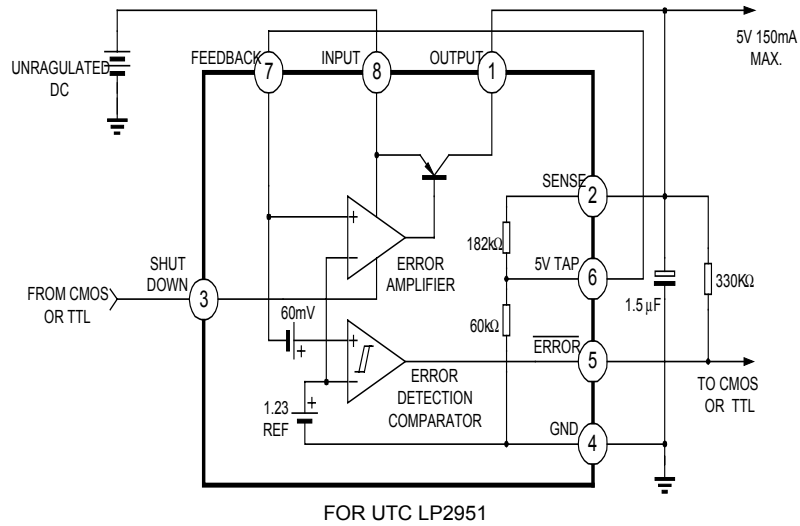 5V 150mA
MAX.
UNRAGULATED
DC
FEEDBACK
7
INPUT
8
OUTPUT
1
SENSE
2
182kΩ
5V TAP
6
+
−
ERROR
AMPLIFIER
FROM CMOS
OR TTL
SHUT
DOWN
3
60mV
+
60kΩ
330KΩ
1.5 µF
+
−
ERROR
5
ERROR
DETECTION
COMPARATOR
TO CMOS
OR TTL
1.23
REF
+
GND
4
FOR UTC LP2951